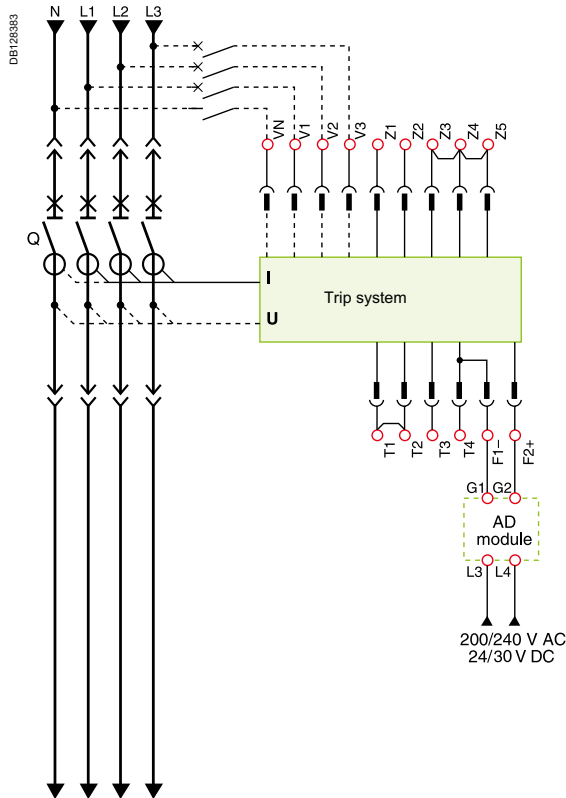 DB128383
N L1 L2 L3
VN V1 V2 V3 Z1 Z2 Z3 Z4 Z5
Q
I
Trip system
U
T1 T2 T3 T4 F1– F2+
G1 G2
AD
module
L3 L4
200/240 V AC
24/30 V DC